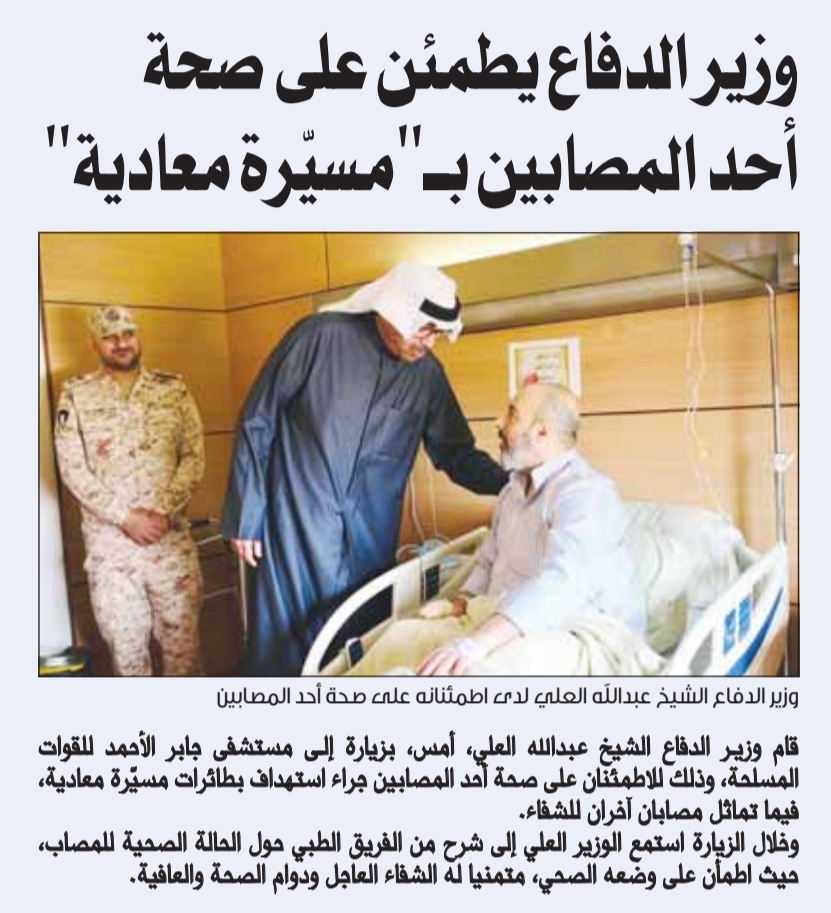 وزير الدفاع يطمئن على صحة
أحد المصابين بـ"مسيّرة معادية"
وزير الدفاع الشيخ عبدالله العلي لدى اطمئنانه على صحة أحد المصابين
قام وزير الدفاع الشيخ عبدالله العلي، أمس، بزيارة إلى مستشفى جابر الأحمد للقوات
المسلحة، وذلك للاطمئنان على صحة أحد المصابين جراء استهداف بطائرات مسيّرة معادية،
فيما تماثل مصابان آخران للشفاء.
وخلال الزيارة استمع الوزير العلي إلى شرح من الفريق الطبي حول الحالة الصحية للمصاب،
حيث اطمأن على وضعه الصحي، متمنيا له الشفاء العاجل ودوام الصحة والعافية.